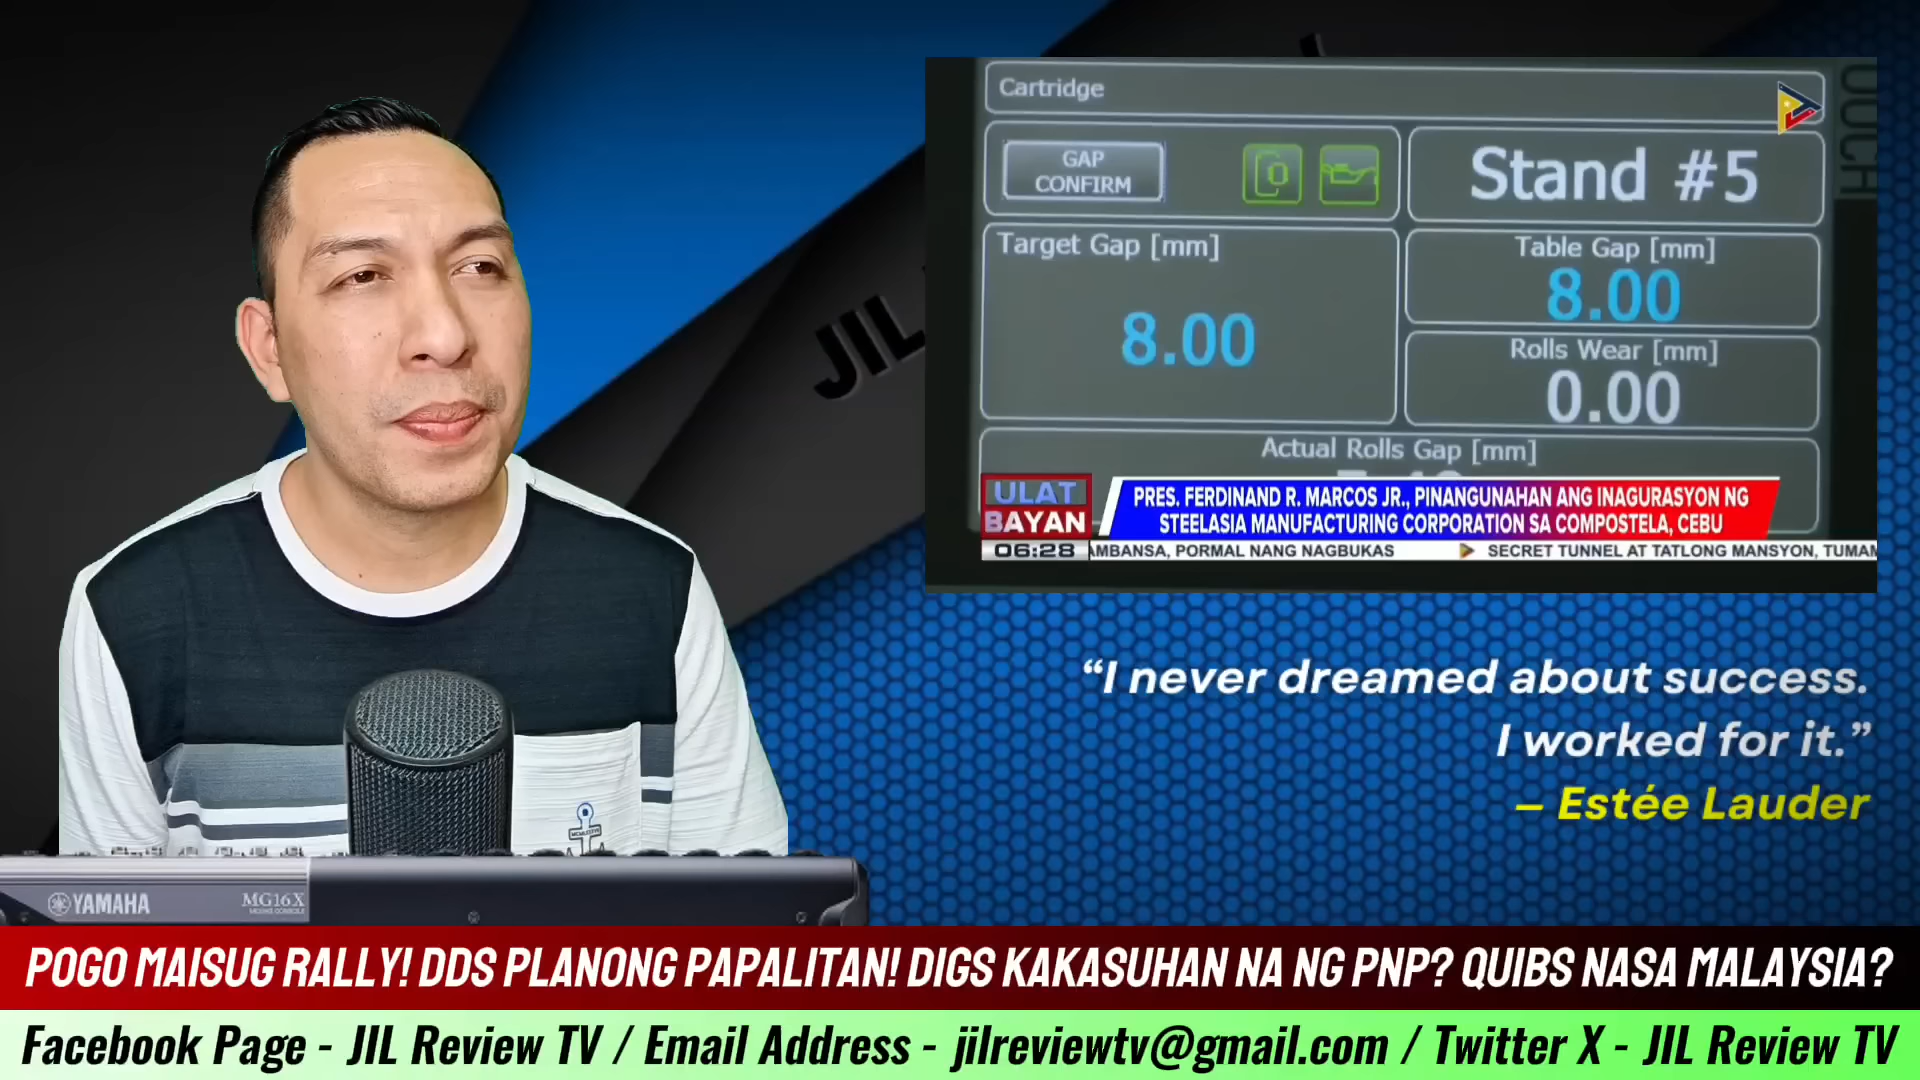 JIL
Cartridge
GAP
CONFIRM
Stand #5
Target Gap [mm]
8.00
Table Gap [mm]
8.00
Rolls Wear [mm]
0.00
Actual Rolls Gap [mm]
ULAT
BAYAN
PRES. FERDINAND R. MARCOS JR., PINANGUNAHAN ANG INAGURASYON NG
STEELASIA MANUFACTURING CORPORATION SA COMPOSTELA, CEBU
06:28 AMBANSA, PORMAL NANG NAGBUKAS SECRET TUNNEL AT TATLONG MANSYON, TUMAM
“I never dreamed about success.
I worked for it.”
– Estée Lauder
YAMAHA
MG16X
MIXING CONSOLE
POGO MAISUG RALLY! DDS PLANONG PAPALITAN! DIGS KAKASUHAN NA NG PNP? QUIBS NASA MALAYSIA?
Facebook Page - JIL Review TV / Email Address - jilreviewtv@gmail.com / Twitter X - JIL Review TV